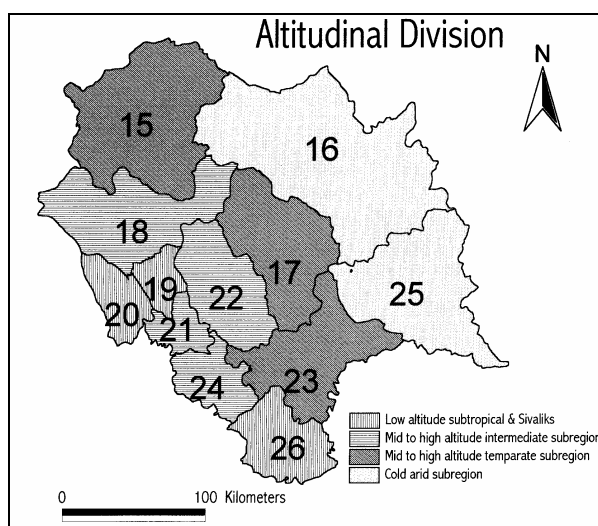 Altitudinal Division
N
15
16
18
17
19
22
25
20
21
24
23
26
Low altitude subtropical & Sivaliks
Mid to high altitude intermediate subregion
Mid to high altitude temparate subregion
Cold arid subregion
0 100 Kilometers